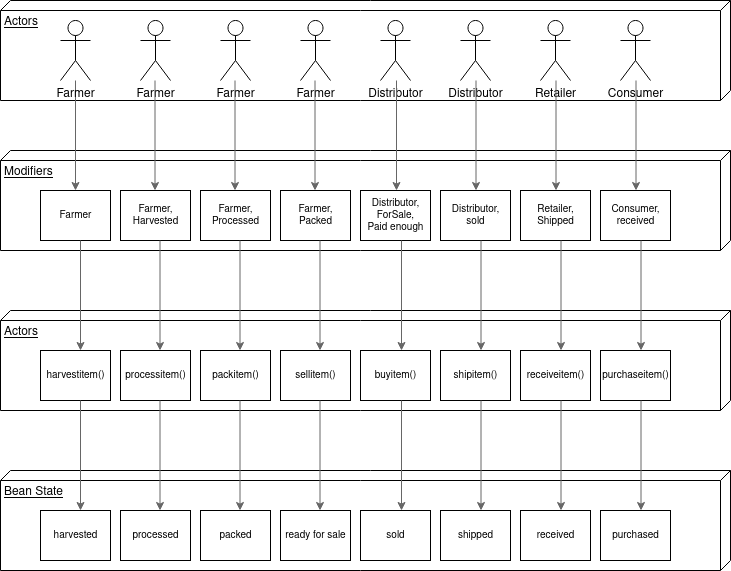 Actors
Farmer Farmer Farmer Farmer Distributor Distributor Retailer Consumer
Modifiers
Farmer
Farmer,
Harvested
Farmer,
Processed
Farmer,
Packed
Distributor,
ForSale,
Paid enough
Distributor,
sold
Retailer,
Shipped
Consumer,
received
Actors
harvestitem() processitem() packitem() sellitem() buyitem() shipitem() receiveitem() purchaseitem()
Bean State
harvested processed packed ready for sale sold shipped received purchased